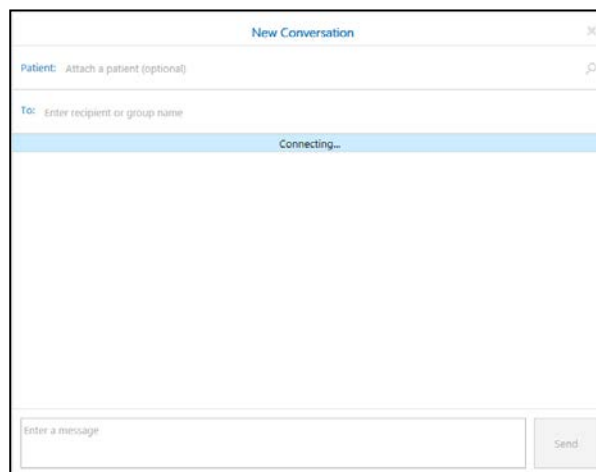 New Conversation
Patient: Attach a patient (optional)
To: Enter recipient or group name
Connecting...
Enter a message
Send